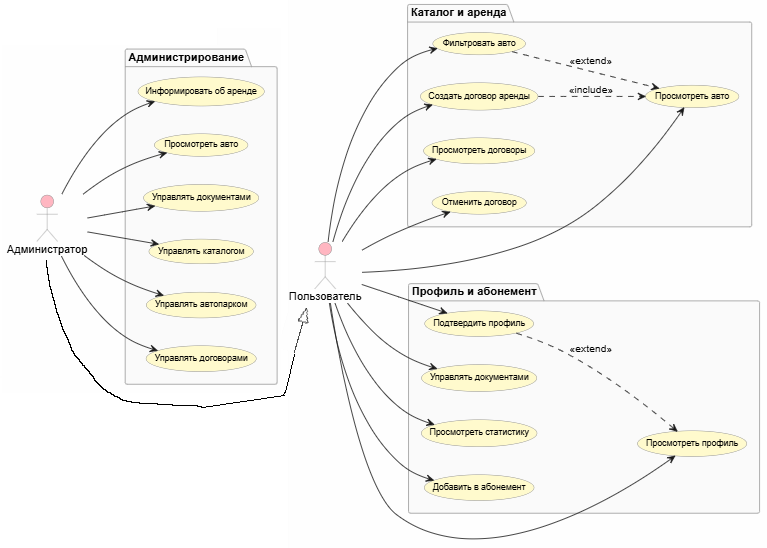 Администрирование
Информировать об аренде
Просмотреть авто
Управлять документами
Управлять каталогом
Управлять автопарком
Управлять договорами
Администратор
Пользователь
Каталог и аренда
Фильтровать авто
«extend»
Создать договор аренды
«include»
Просмотреть авто
Просмотреть договоры
Отменить договор
Профиль и абонемент
Подтвердить профиль
«extend»
Управлять документами
Просмотреть статистику
Просмотреть профиль
Добавить в абонемент